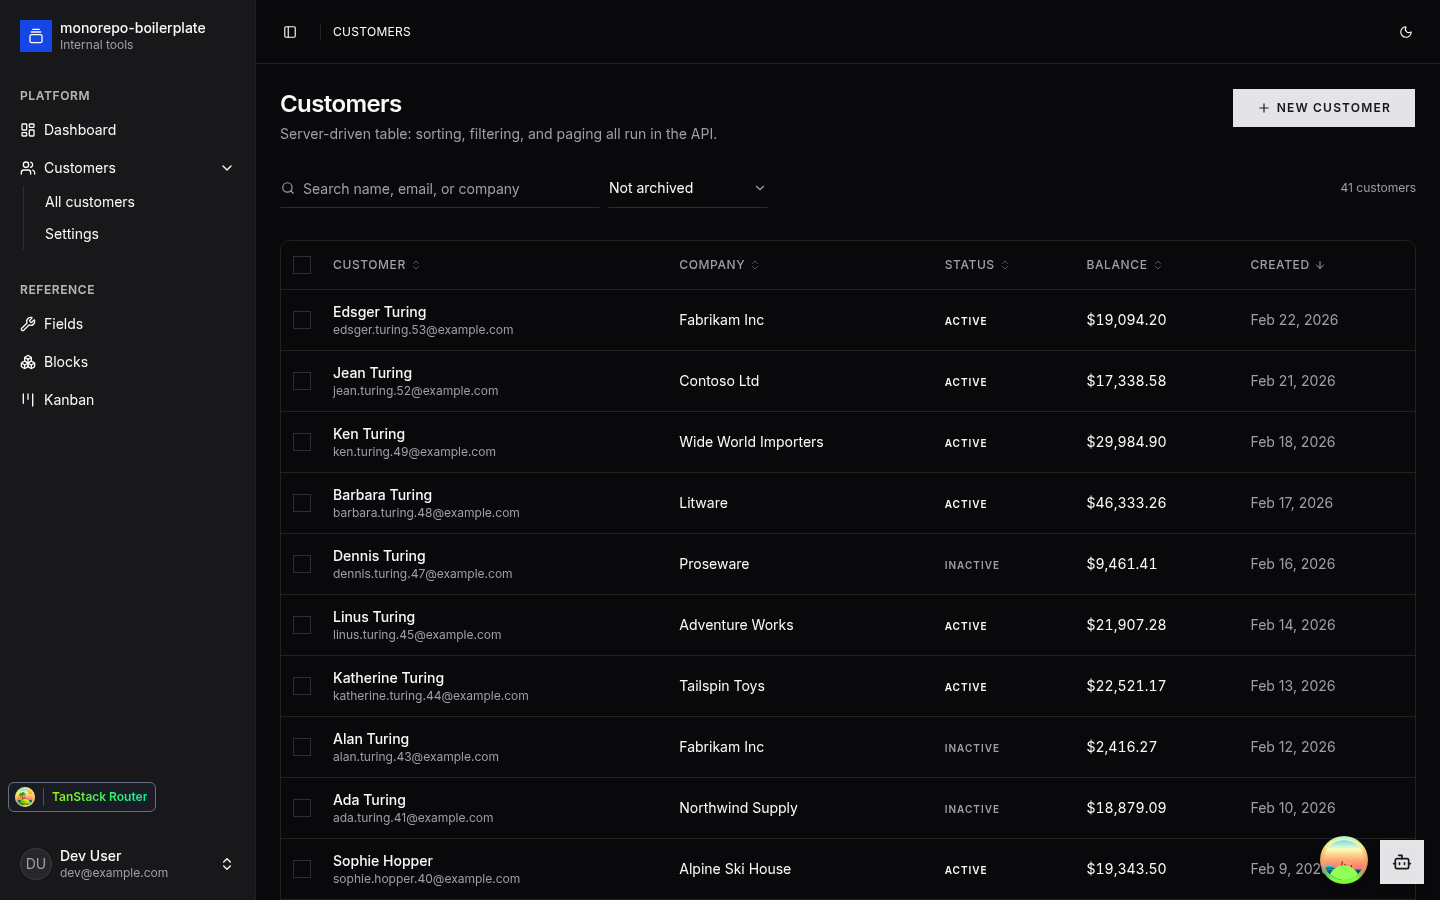 monorepo-boilerplate
Internal tools
PLATFORM
Dashboard
Customers
All customers
Settings
REFERENCE
Fields
Blocks
Kanban
TanStack Router
DU
Dev User
dev@example.com
CUSTOMERS
Customers
Server-driven table: sorting, filtering, and paging all run in the API.
NEW CUSTOMER
Search name, email, or company
Not archived
41 customers
CUSTOMER COMPANY STATUS BALANCE CREATED
Edsger Turing
edsger.turing.53@example.com
Fabrikam Inc ACTIVE $19,094.20 Feb 22, 2026
Jean Turing
jean.turing.52@example.com
Contoso Ltd ACTIVE $17,338.58 Feb 21, 2026
Ken Turing
ken.turing.49@example.com
Wide World Importers ACTIVE $29,984.90 Feb 18, 2026
Barbara Turing
barbara.turing.48@example.com
Litware ACTIVE $46,333.26 Feb 17, 2026
Dennis Turing
dennis.turing.47@example.com
Proseware INACTIVE $9,461.41 Feb 16, 2026
Linus Turing
linus.turing.45@example.com
Adventure Works ACTIVE $21,907.28 Feb 14, 2026
Katherine Turing
katherine.turing.44@example.com
Tailspin Toys ACTIVE $22,521.17 Feb 13, 2026
Alan Turing
alan.turing.43@example.com
Fabrikam Inc INACTIVE $2,416.27 Feb 12, 2026
Ada Turing
ada.turing.41@example.com
Northwind Supply INACTIVE $18,879.09 Feb 10, 2026
Sophie Hopper
sophie.hopper.40@example.com
Alpine Ski House ACTIVE $19,343.50 Feb 9,